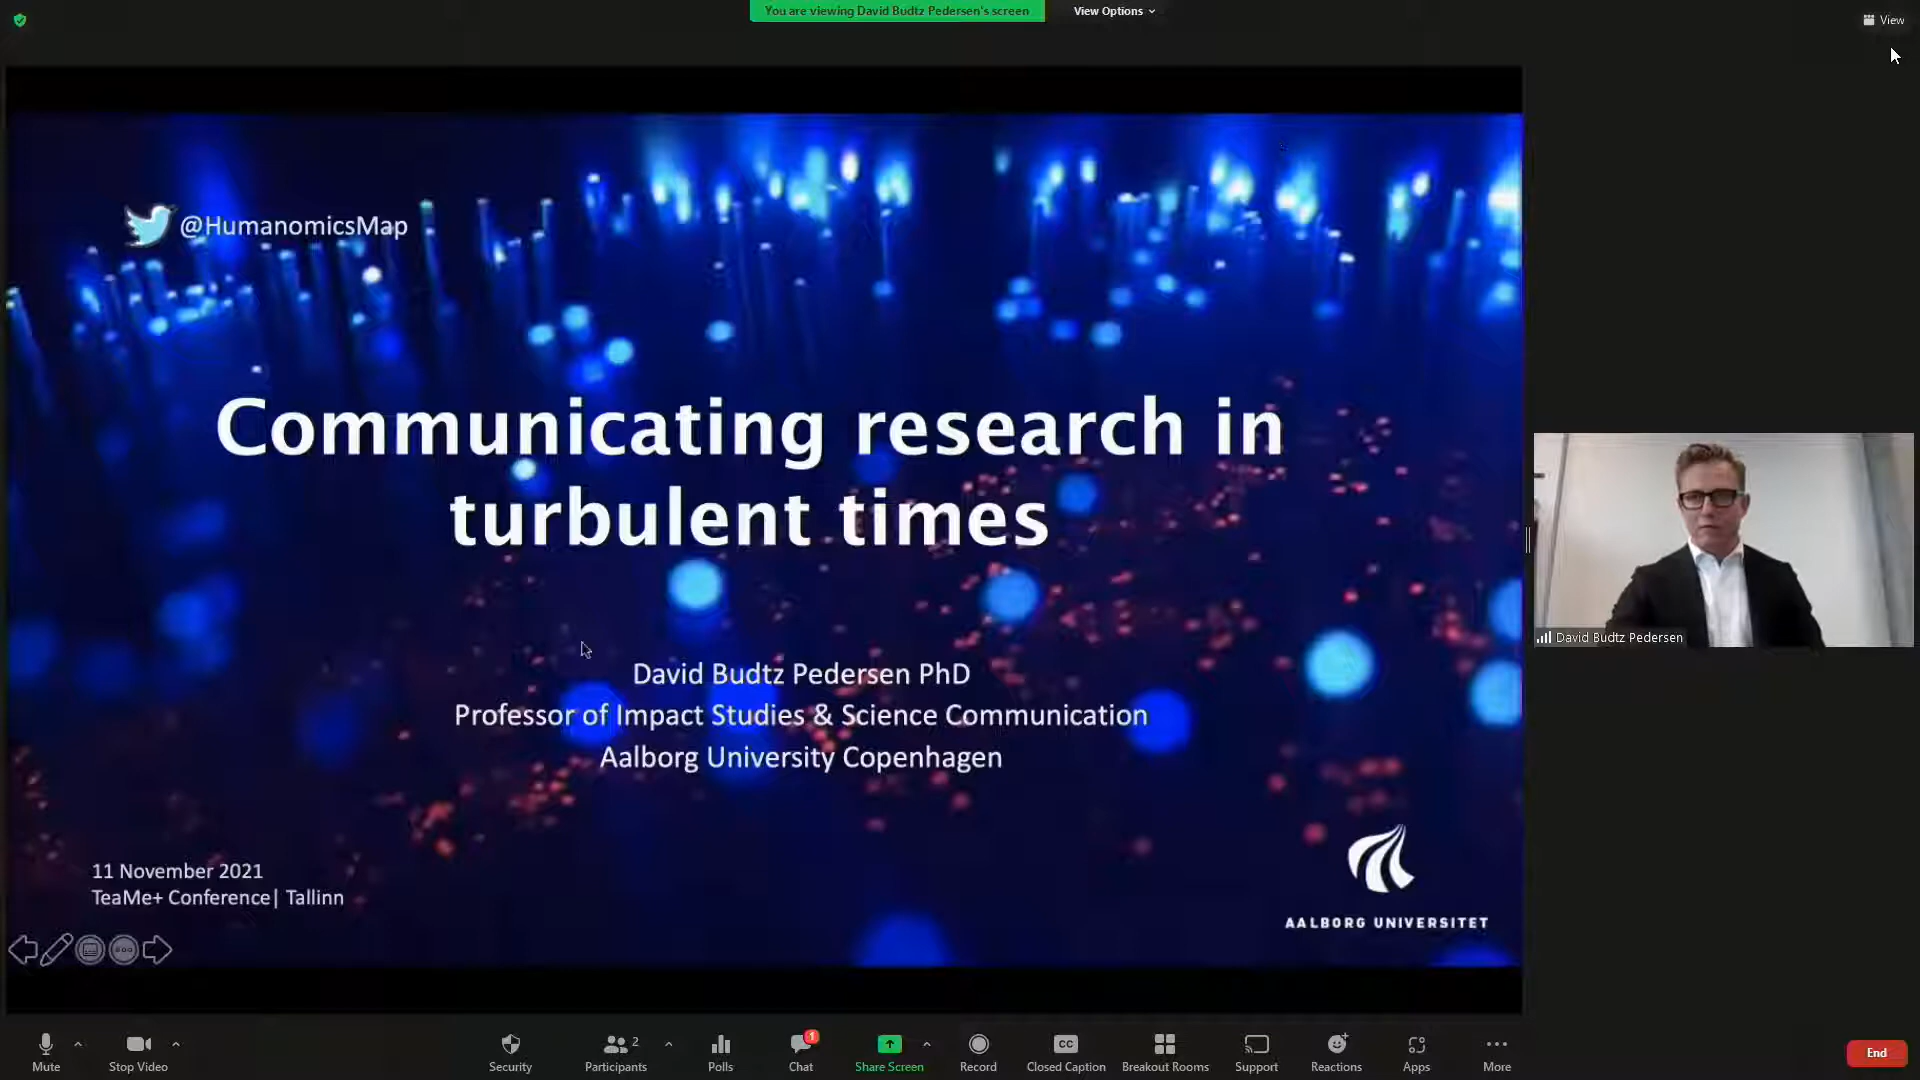 You are viewing David Budtz Pedersen's screen
View Options
View
@HumanomicsMap
Communicating research in
turbulent times
David Budtz Pedersen PhD
Professor of Impact Studies & Science Communication
Aalborg University Copenhagen
11 November 2021
TeaMe+ Conference| Tallinn
AALBORG UNIVERSITET
David Budtz Pedersen
Mute
Stop Video
Security
Participants
2
Polls
Chat
1
Share Screen
Record
CC
Closed Caption
Breakout Rooms
Support
Reactions
Apps
More
End